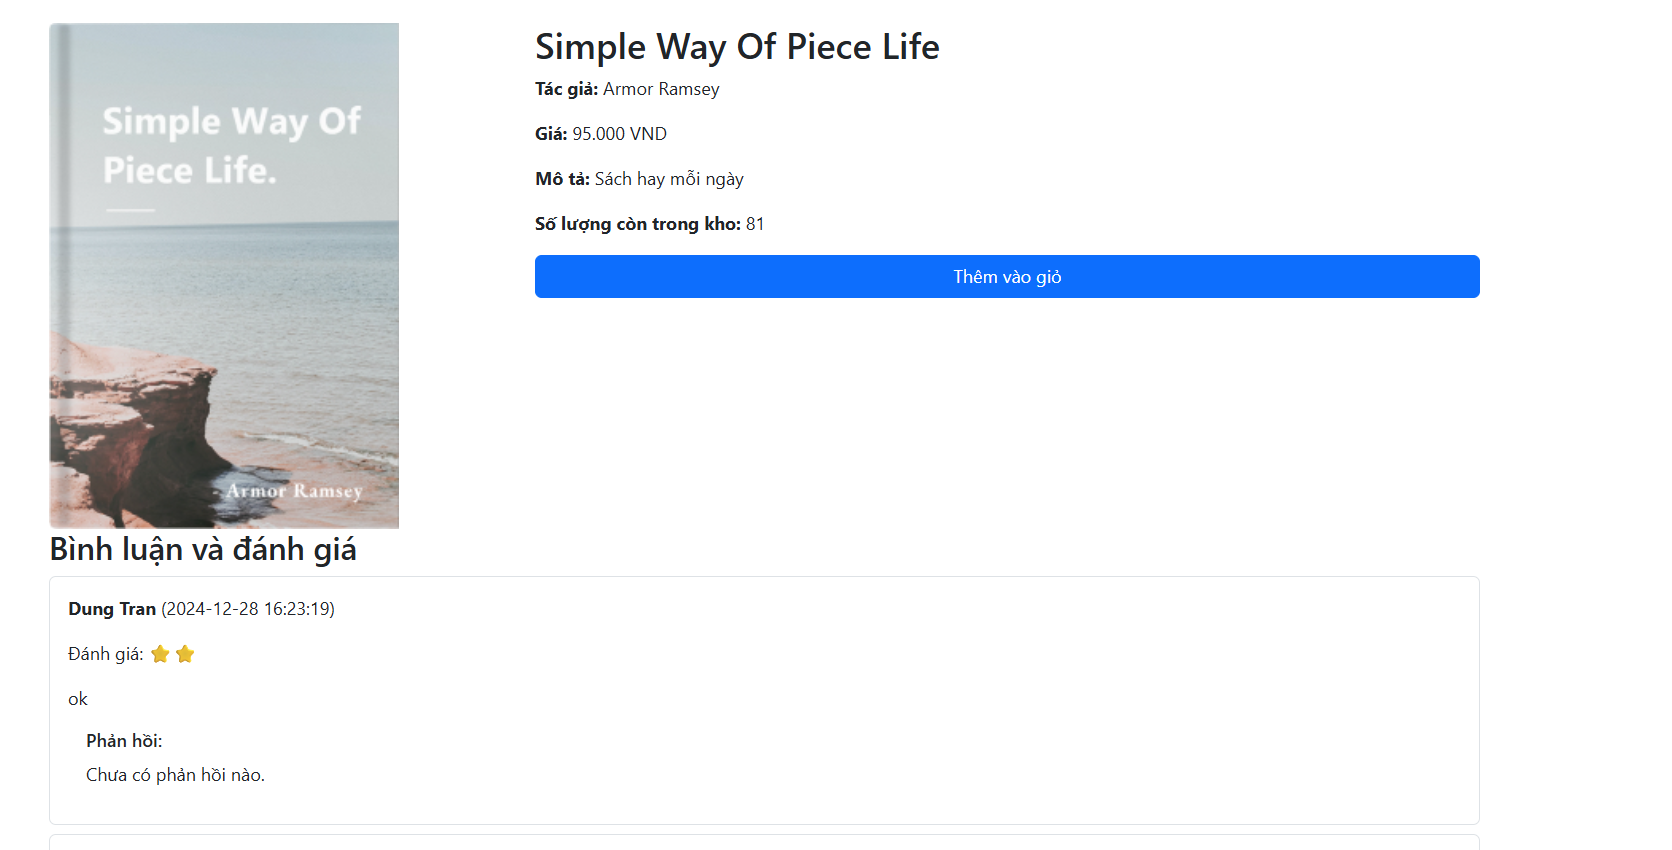 Simple Way Of
Piece Life.
Armor Ramsey
Simple Way Of Piece Life
Tác giả: Armor Ramsey
Giá: 95.000 VND
Mô tả: Sách hay mỗi ngày
Số lượng còn trong kho: 81
Thêm vào giỏ
Bình luận và đánh giá
Dung Tran (2024-12-28 16:23:19)
Đánh giá: ⭐⭐
ok
Phản hồi:
Chưa có phản hồi nào.